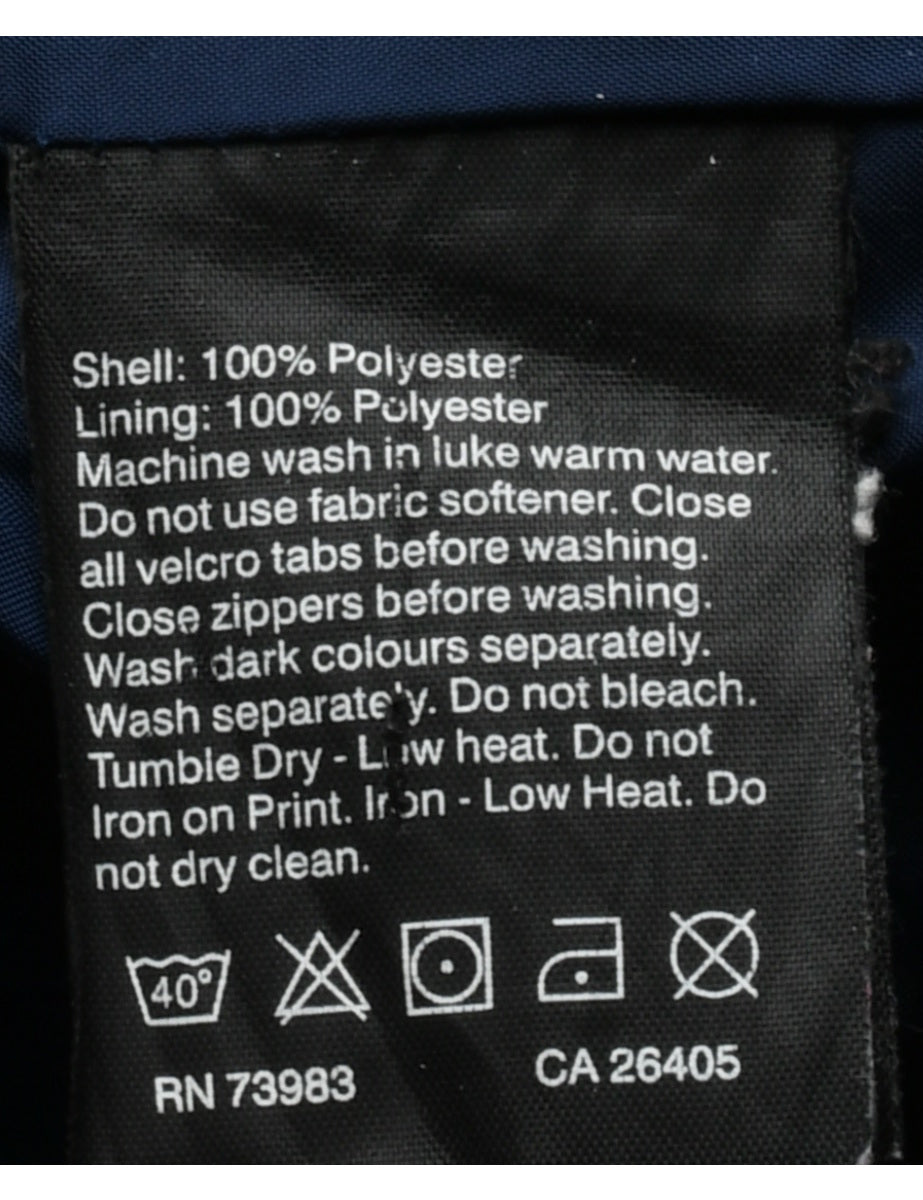 Shell: 100% Polyester
Lining: 100% Polyester
Machine wash in luke warm water.
Do not use fabric softener. Close
all velcro tabs before washing.
Close zippers before washing.
Wash dark colours separately.
Wash separately. Do not bleach.
Tumble Dry - Low heat. Do not
Iron on Print. Iron - Low Heat. Do
not dry clean.
40°
RN 73983 CA 26405